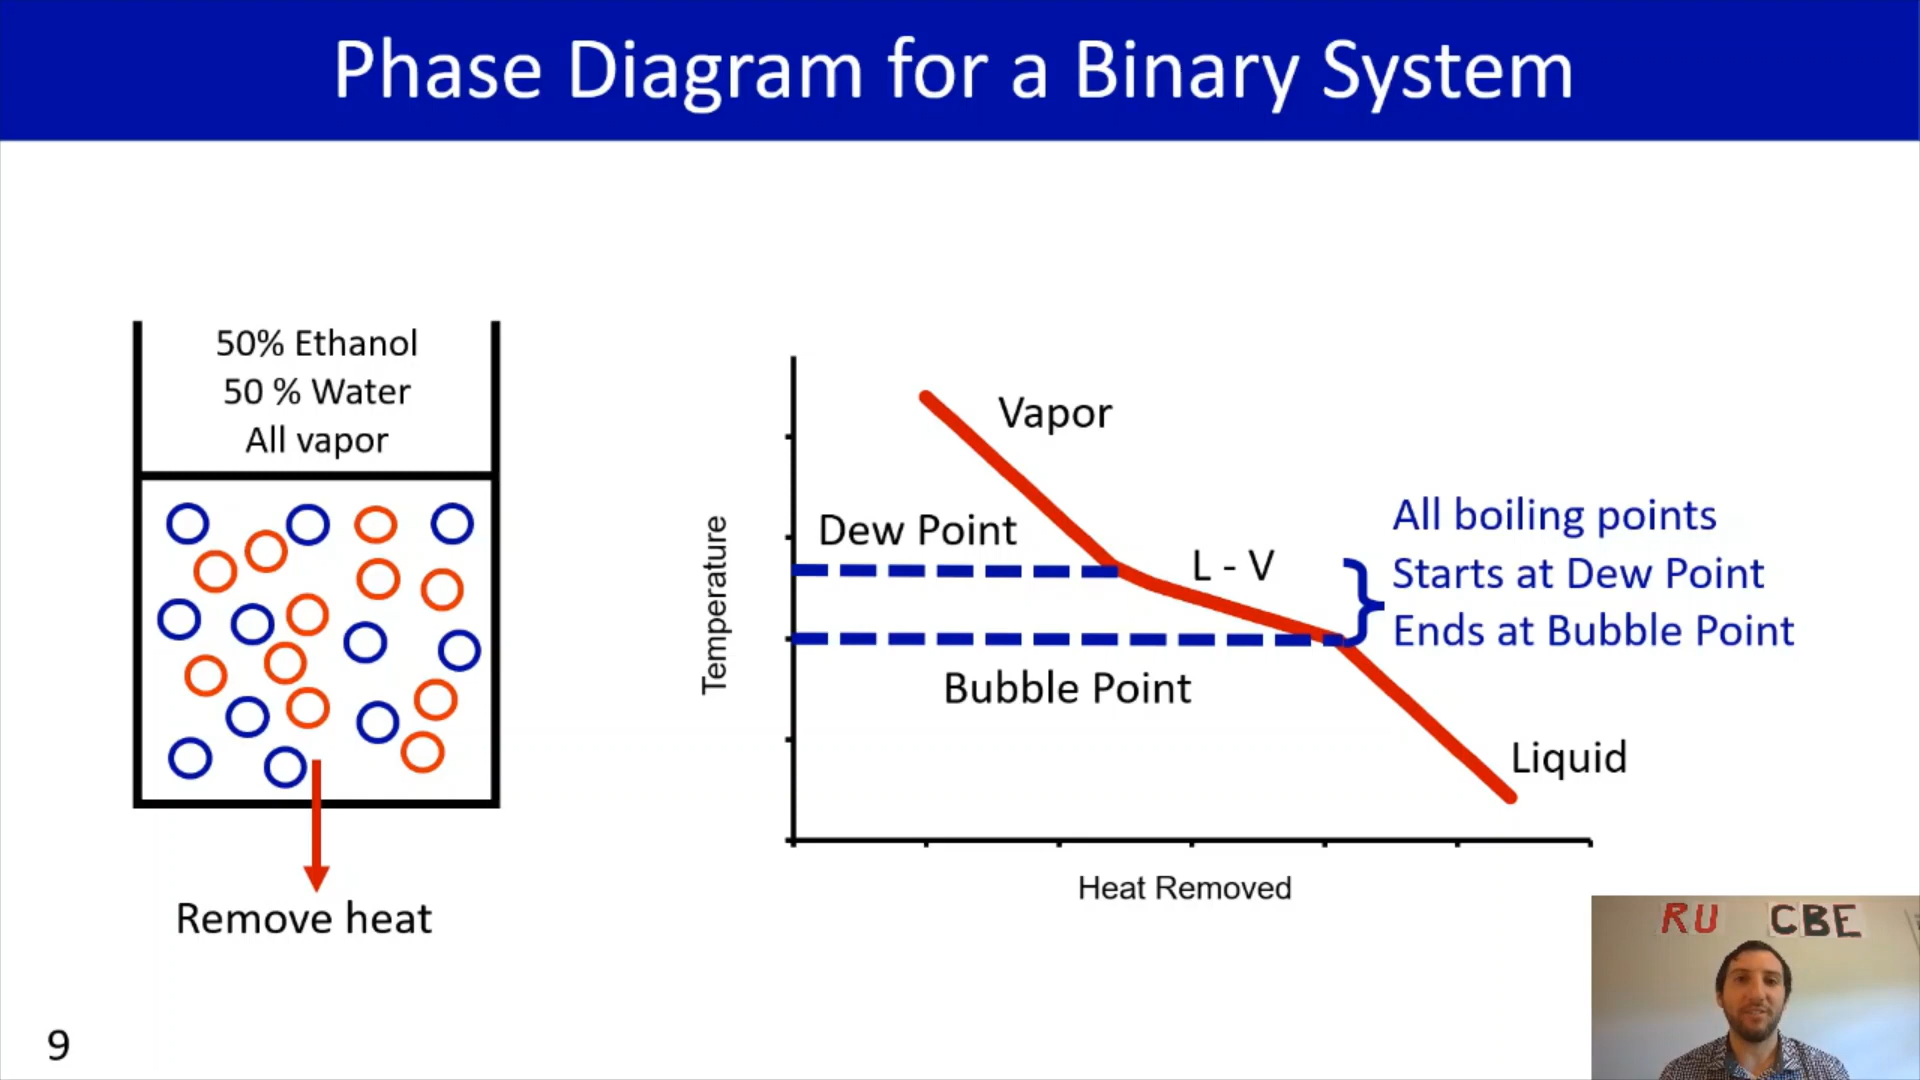 Phase Diagram for a Binary System
50% Ethanol
50 % Water
All vapor
Remove heat
Temperature
Vapor
Dew Point
L - V
Bubble Point
Liquid
Heat Removed
All boiling points
Starts at Dew Point
Ends at Bubble Point
9
RU CBE